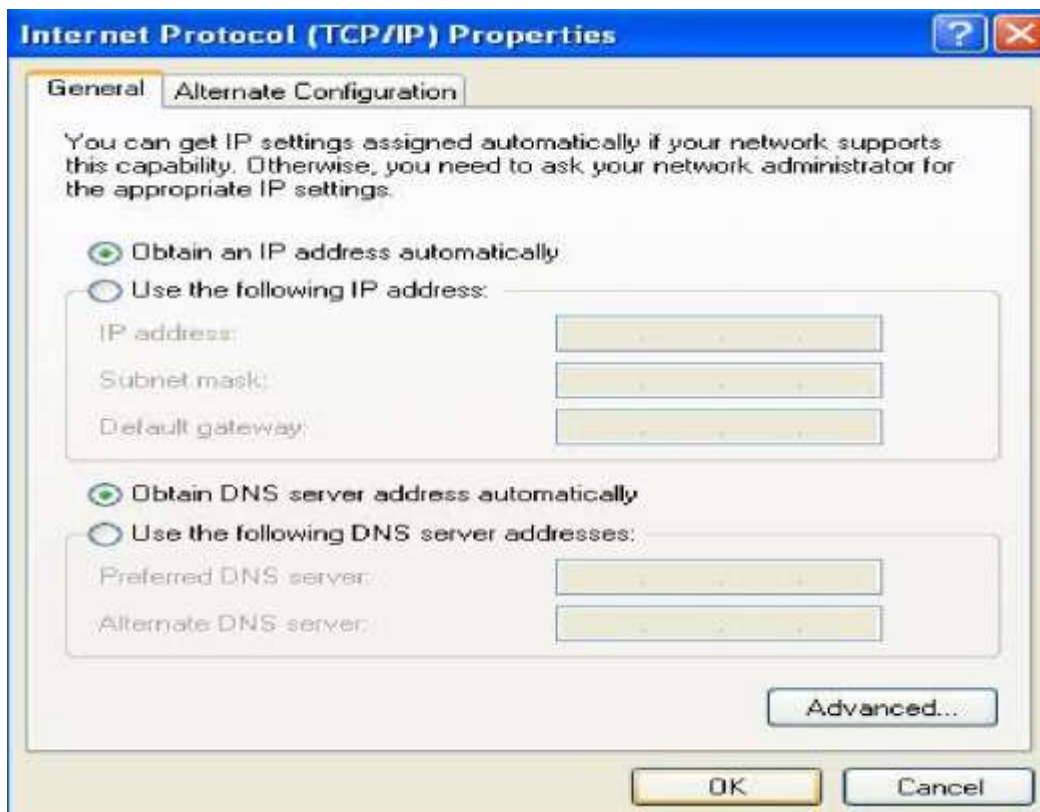 Internet Protocol (TCP/IP) Properties
General
Alternate Configuration
You can get IP settings assigned automatically if your network supports
this capability. Otherwise, you need to ask your network administrator for
the appropriate IP settings.
Obtain an IP address automatically
Use the following IP address:
IP address:
Subnet mask:
Default gateway:
Obtain DNS server address automatically
Use the following DNS server addresses:
Preferred DNS server:
Alternate DNS server:
Advanced...
OK
Cancel